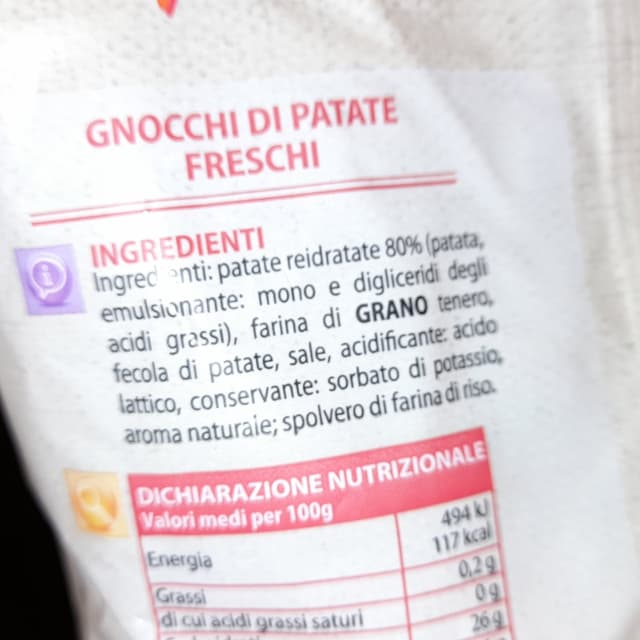 GNOCCHI DI PATATE
FRESCHI
INGREDIENTI
Ingredienti: patate reidratate 80% (patata,
emulsionante: mono e digliceridi degli
acidi grassi), farina di GRANO tenero,
fecola di patate, sale, acidificante: acido
lattico, conservante: sorbato di potassio,
aroma naturale; spolvero di farina di riso.
DICHIARAZIONE NUTRIZIONALE
Valori medi per 100g
Energia 494 kJ
117 kcal
Grassi 0,2 g
di cui acidi grassi saturi 0 g
26 g